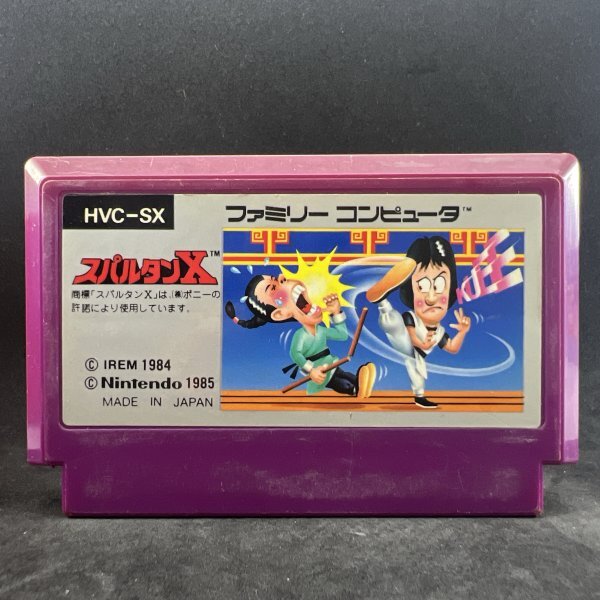 HVC-SX
ファミリー コンピュータ™
スパルタンX™
商標「スパルタンX」は、(株)ポニーの
許諾により使用しています。
© IREM 1984
© Nintendo 1985
MADE IN JAPAN